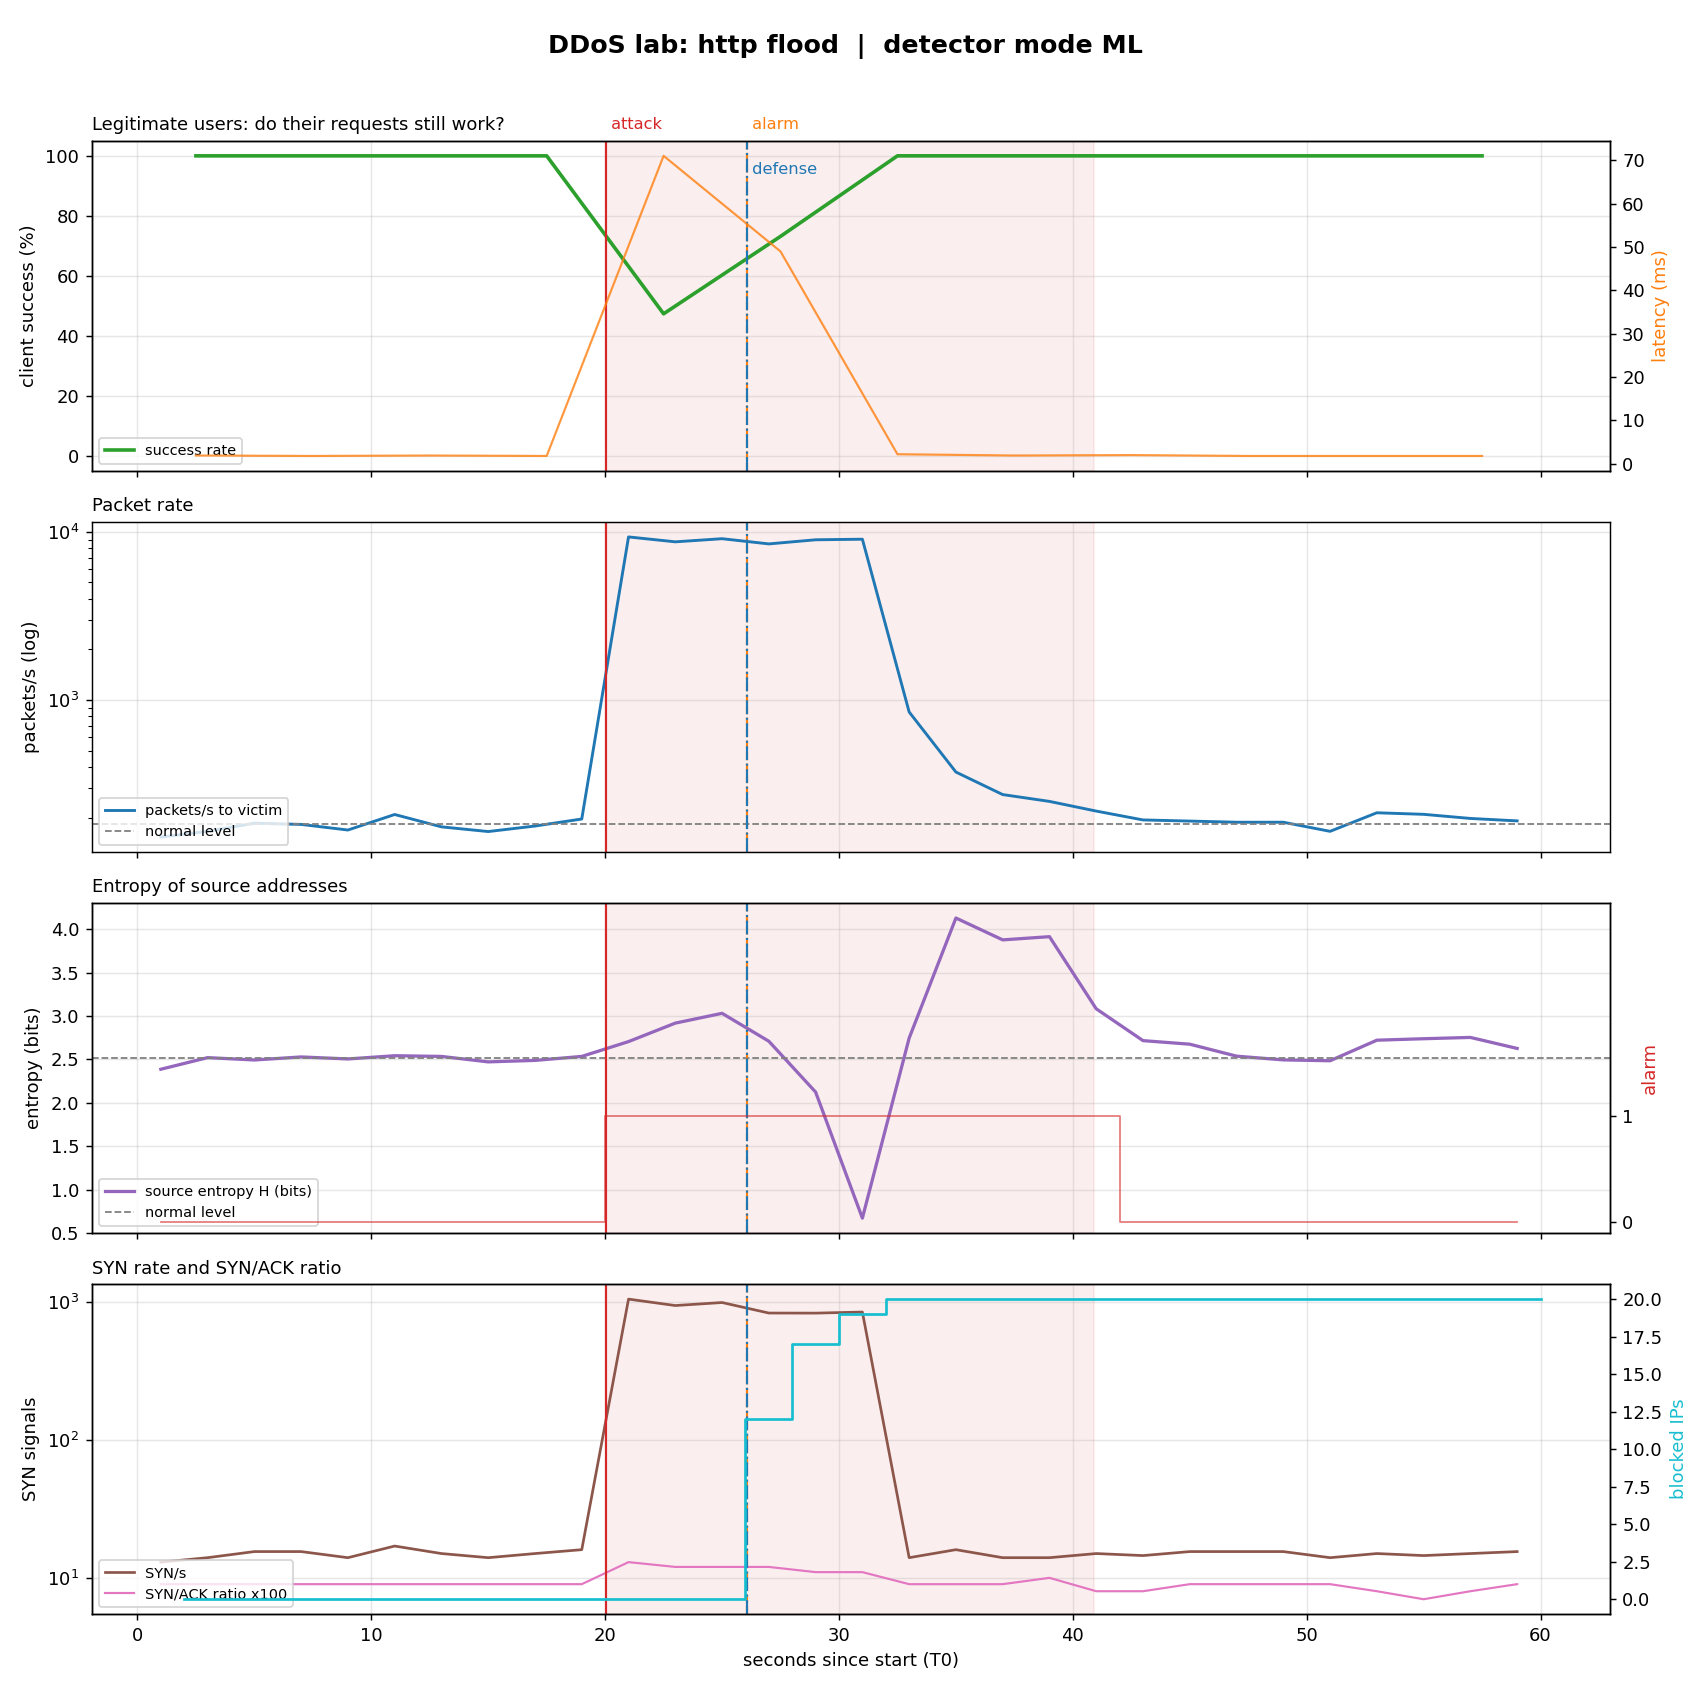 DDoS lab: http flood | detector mode ML
Legitimate users: do their requests still work?
attack
alarm
defense
client success (%)
100
80
60
40
20
0
70
60
50
40
30
20
10
0
latency (ms)
success rate
Packet rate
packets/s (log)
10⁴
10³
packets/s to victim
normal level
Entropy of source addresses
entropy (bits)
4.0
3.5
3.0
2.5
2.0
1.5
1.0
0.5
alarm
1
0
source entropy H (bits)
normal level
SYN rate and SYN/ACK ratio
SYN signals
10³
10²
10¹
20.0
17.5
15.0
12.5
10.0
7.5
5.0
2.5
0.0
blocked IPs
SYN/s
SYN/ACK ratio x100
0 10 20 30 40 50 60
seconds since start (T0)